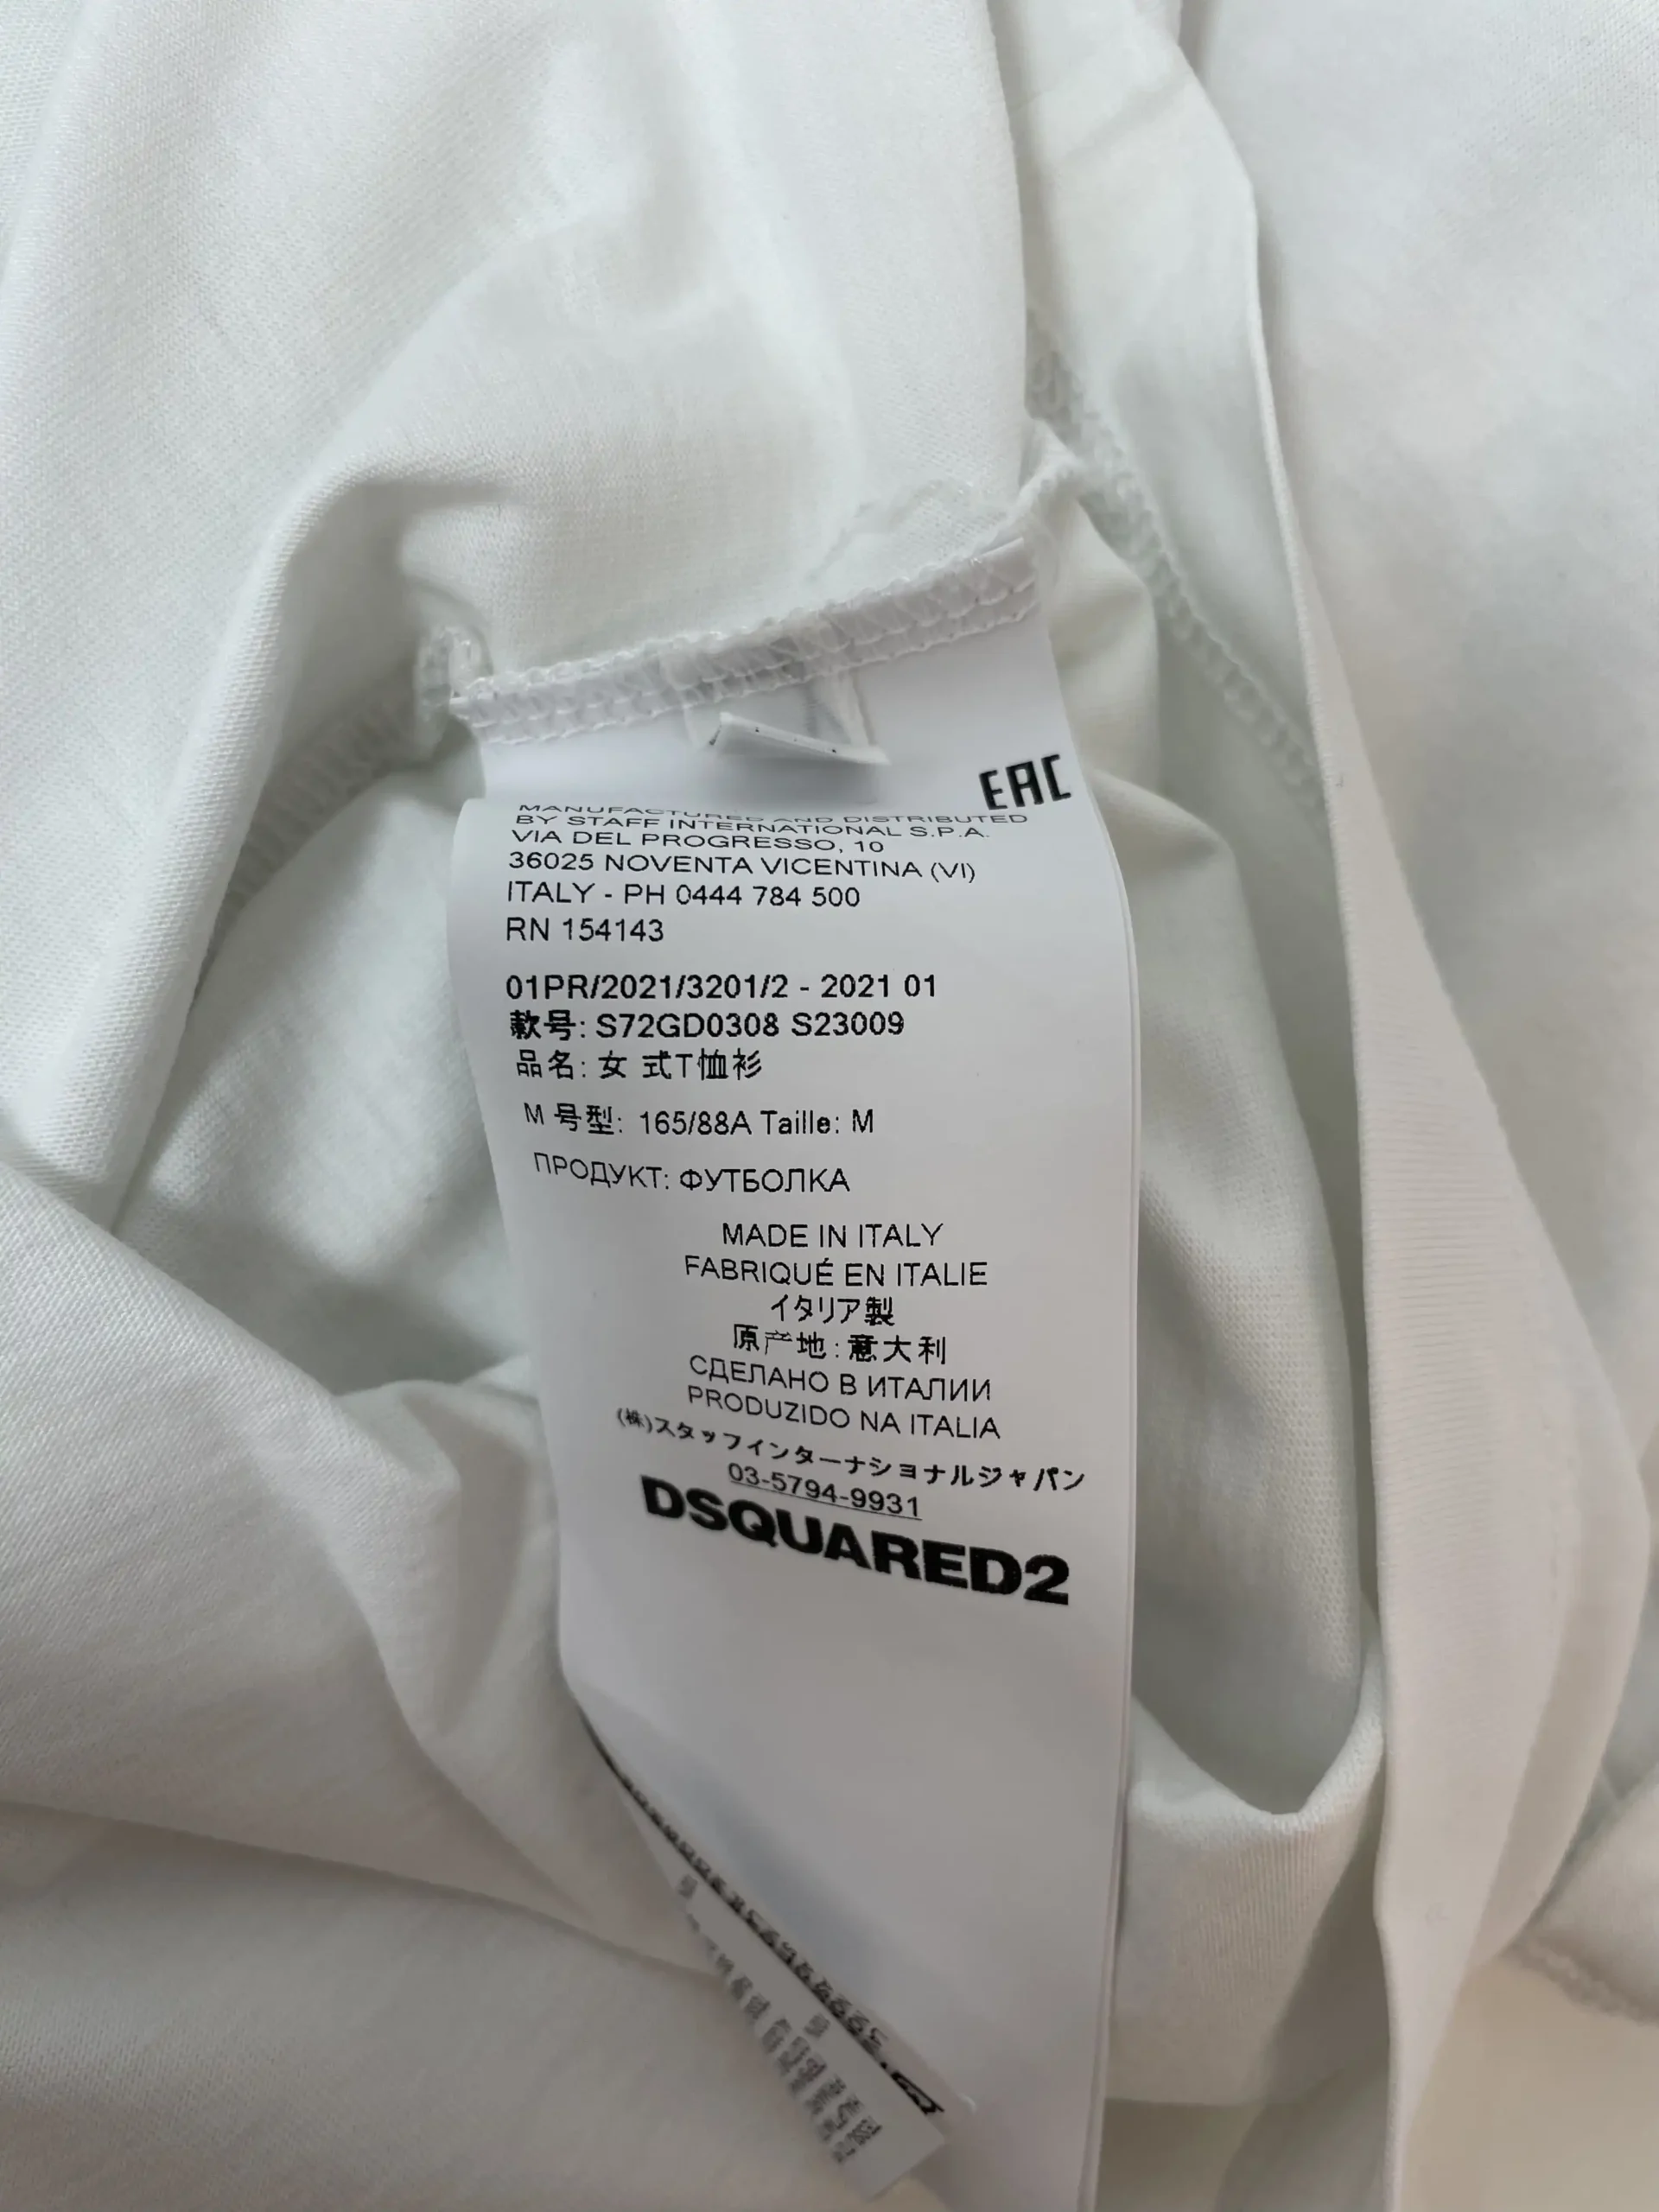 EAC
MANUFACTURED AND DISTRIBUTED
BY STAFF INTERNATIONAL S.P.A.
VIA DEL PROGRESSO, 10
36025 NOVENTA VICENTINA (VI)
ITALY - PH 0444 784 500
RN 154143
01PR/2021/3201/2 - 2021 01
款号: S72GD0308 S23009
品名: 女 式T恤衫
M 号型: 165/88A Taille: M
ПРОДУКТ: ФУТБОЛКА
MADE IN ITALY
FABRIQUÉ EN ITALIE
イタリア製
原产地:意大利
СДЕЛАНО В ИТАЛИИ
PRODUZIDO NA ITALIA
(株)スタッフインターナショナルジャパン
03-5794-9931
DSQUARED2